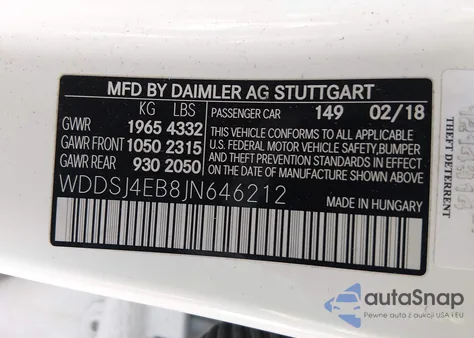 MFD BY DAIMLER AG STUTTGART
KG LBS PASSENGER CAR 149 02/18
GVWR 1965 4332 THIS VEHICLE CONFORMS TO ALL APPLICABLE
GAWR FRONT 1050 2315 U.S. FEDERAL MOTOR VEHICLE SAFETY, BUMPER
GAWR REAR 930 2050 AND THEFT PREVENTION STANDARDS IN EFFECT
ON THE DATE OF MANUFACTURE SHOWN ABOVE.
WDDSJ4EB8JN646212 MADE IN HUNGARY
autoSnap
Pewne auta z aukcji USA i EU